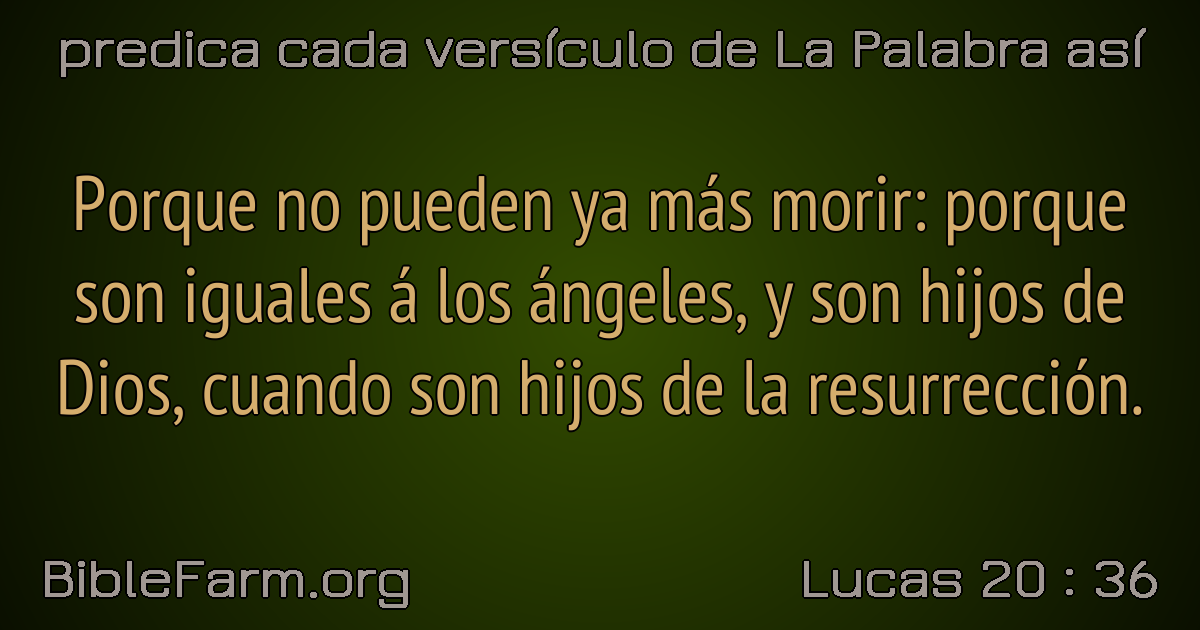 predica cada versículo de La Palabra así
Porque no pueden ya más morir: porque
son iguales á los ángeles, y son hijos de
Dios, cuando son hijos de la resurrección.
BibleFarm.org
Lucas 20 : 36